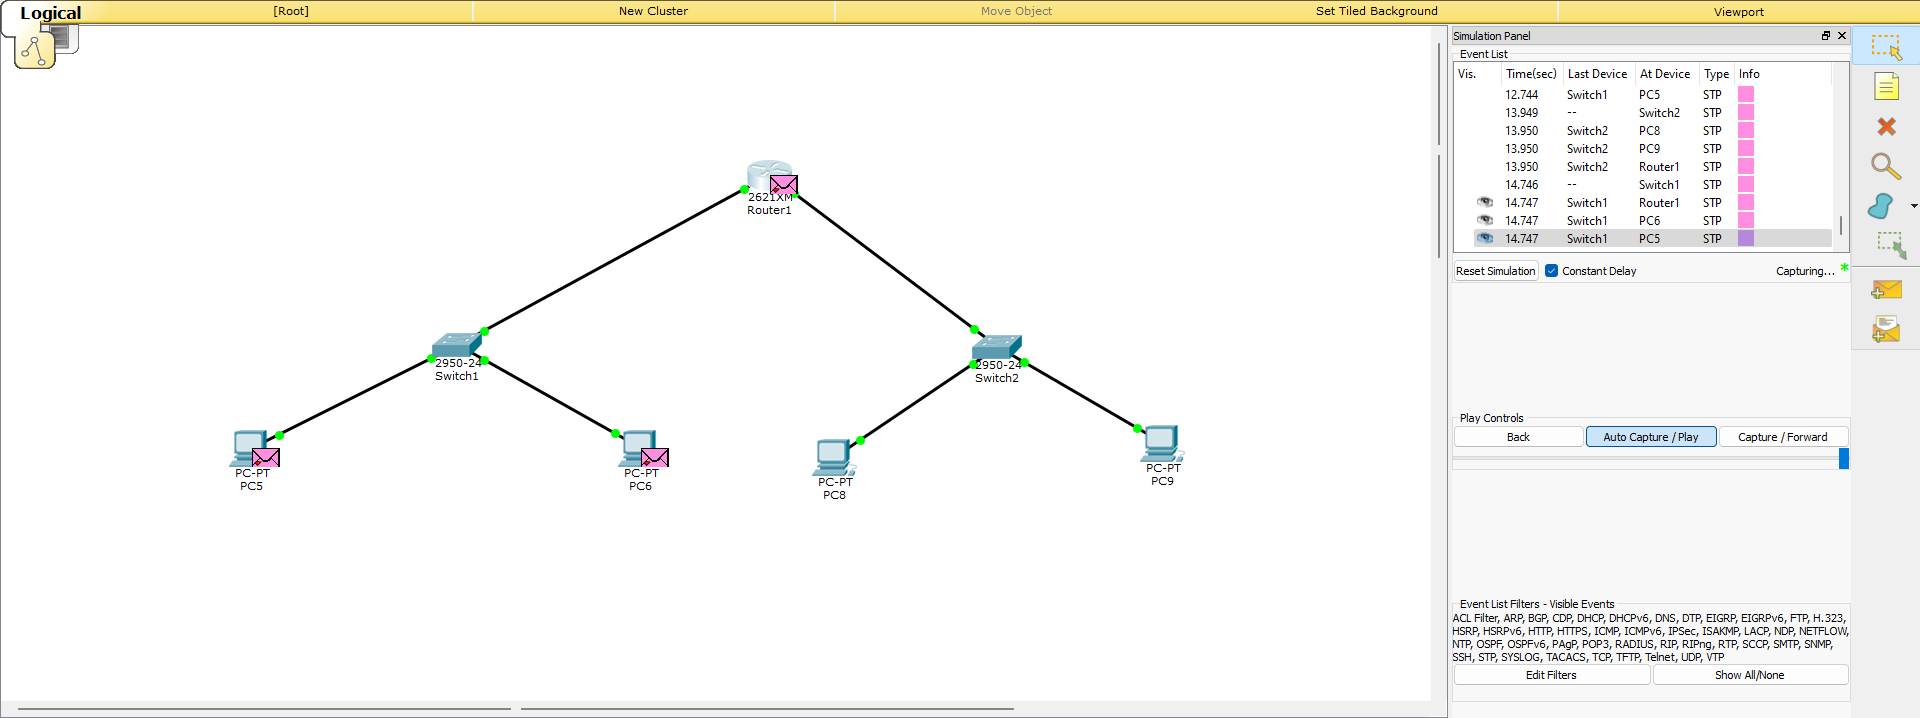 Logical [Root] New Cluster Move Object Set Tiled Background Viewport
Simulation Panel
Event List
Vis. Time(sec) Last Device At Device Type Info
12.744 Switch1 PC5 STP
13.949 -- Switch2 STP
13.950 Switch2 PC8 STP
13.950 Switch2 PC9 STP
13.950 Switch2 Router1 STP
14.746 -- Switch1 STP
14.747 Switch1 Router1 STP
14.747 Switch1 PC6 STP
14.747 Switch1 PC5 STP
Reset Simulation Constant Delay Capturing... *
Play Controls
Back Auto Capture / Play Capture / Forward
Event List Filters - Visible Events
ACL Filter, ARP, BGP, CDP, DHCP, DHCPv6, DNS, DTP, EIGRP, EIGRPv6, FTP, H.323,
HSRP, HSRPv6, HTTP, HTTPS, ICMP, ICMPv6, IPSec, ISAKMP, LACP, NDP, NETFLOW,
NTP, OSPF, OSPFv6, PAgP, POP3, RADIUS, RIP, RIPng, RTP, SCCP, SMTP, SNMP,
SSH, STP, SYSLOG, TACACS, TCP, TFTP, Telnet, UDP, VTP
Edit Filters Show All/None
2621XM
Router1
2950-24
Switch1
2950-24
Switch2
PC-PT
PC5
PC-PT
PC6
PC-PT
PC8
PC-PT
PC9